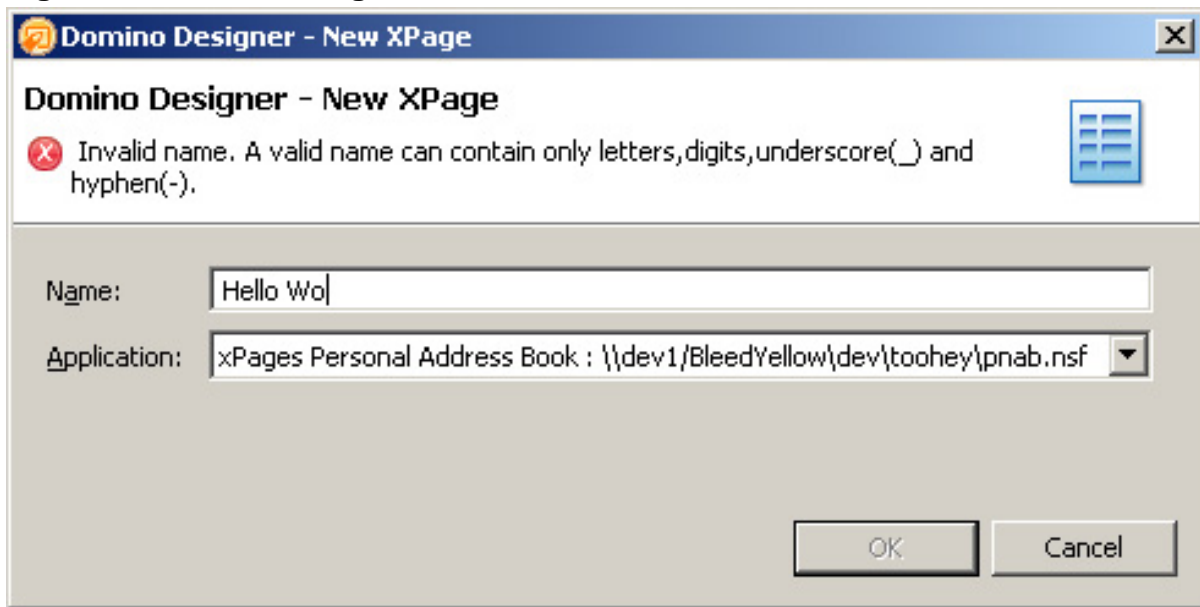 Domino Designer - New XPage
Domino Designer - New XPage
Invalid name. A valid name can contain only letters,digits,underscore(_) and
hyphen(-).
Name: Hello Wo
Application: xPages Personal Address Book : \\dev1/BleedYellow\dev\toohey\pnab.nsf
OK Cancel